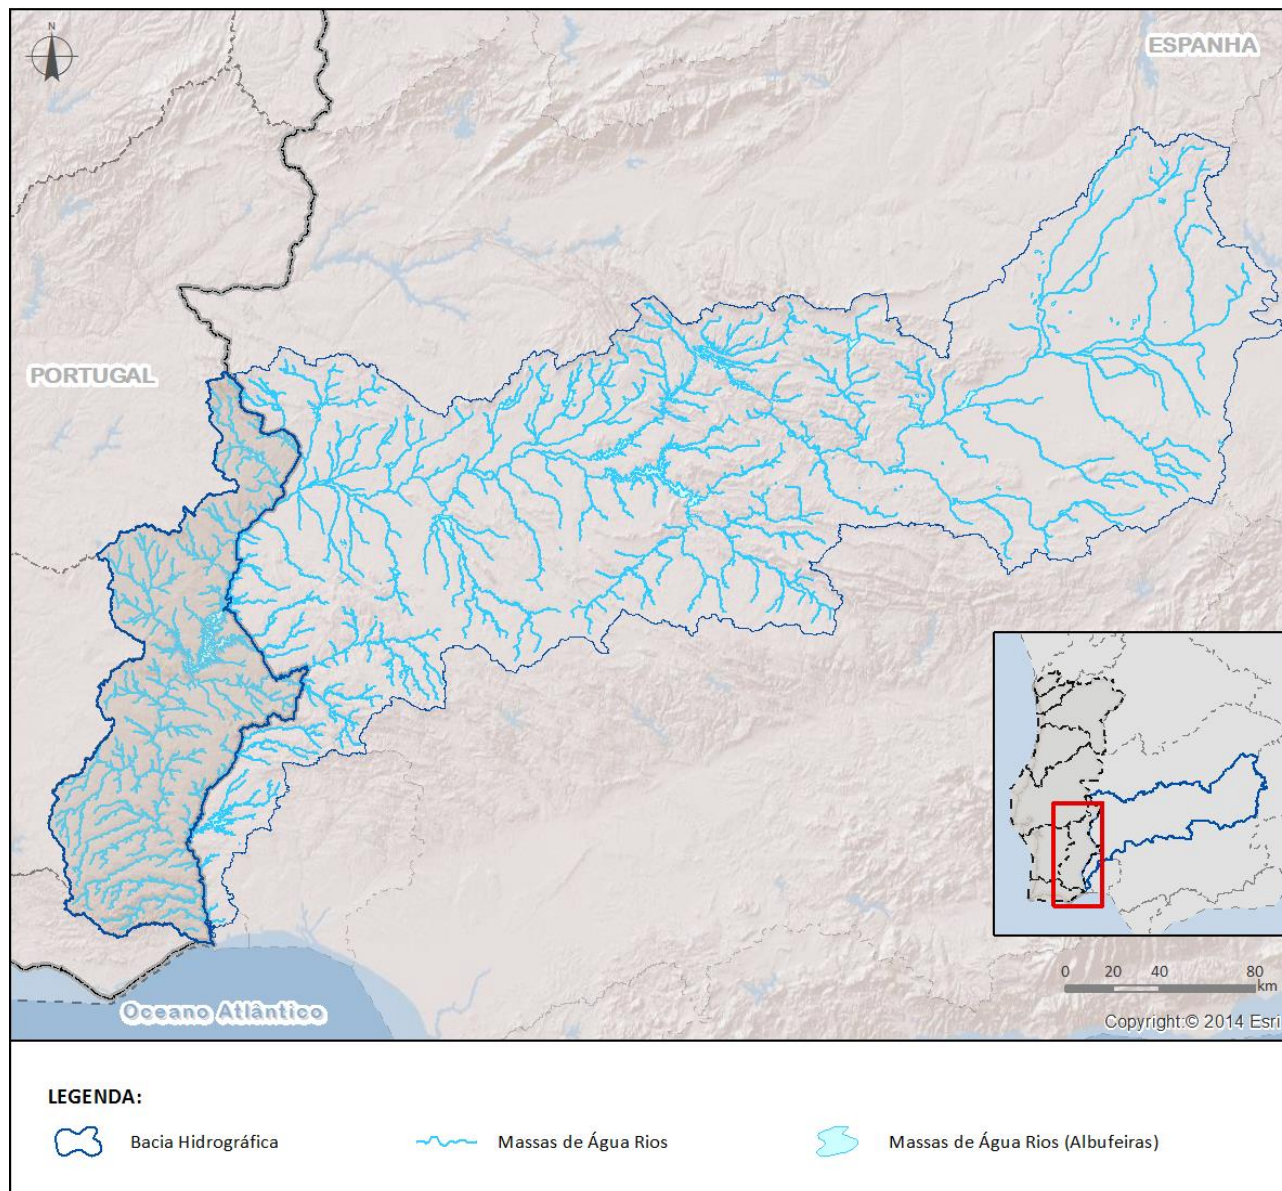 N
ESPANHA
PORTUGAL
Oceano Atlântico
0 20 40 80
km
Copyright:© 2014 Esri
LEGENDA:
Bacia Hidrográfica
Massas de Água Rios
Massas de Água Rios (Albufeiras)